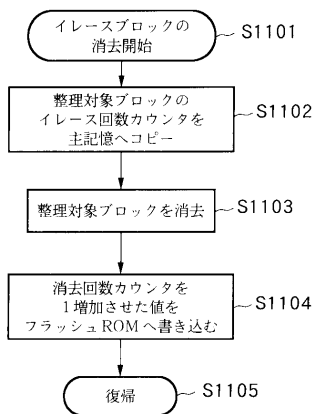 イレースブロックの
消去開始
S1101
整理対象ブロックの
イレース回数カウンタを
主記憶へコピー
S1102
整理対象ブロックを消去
S1103
消去回数カウンタを
1増加させた値を
フラッシュROMへ書き込む
S1104
復帰
S1105